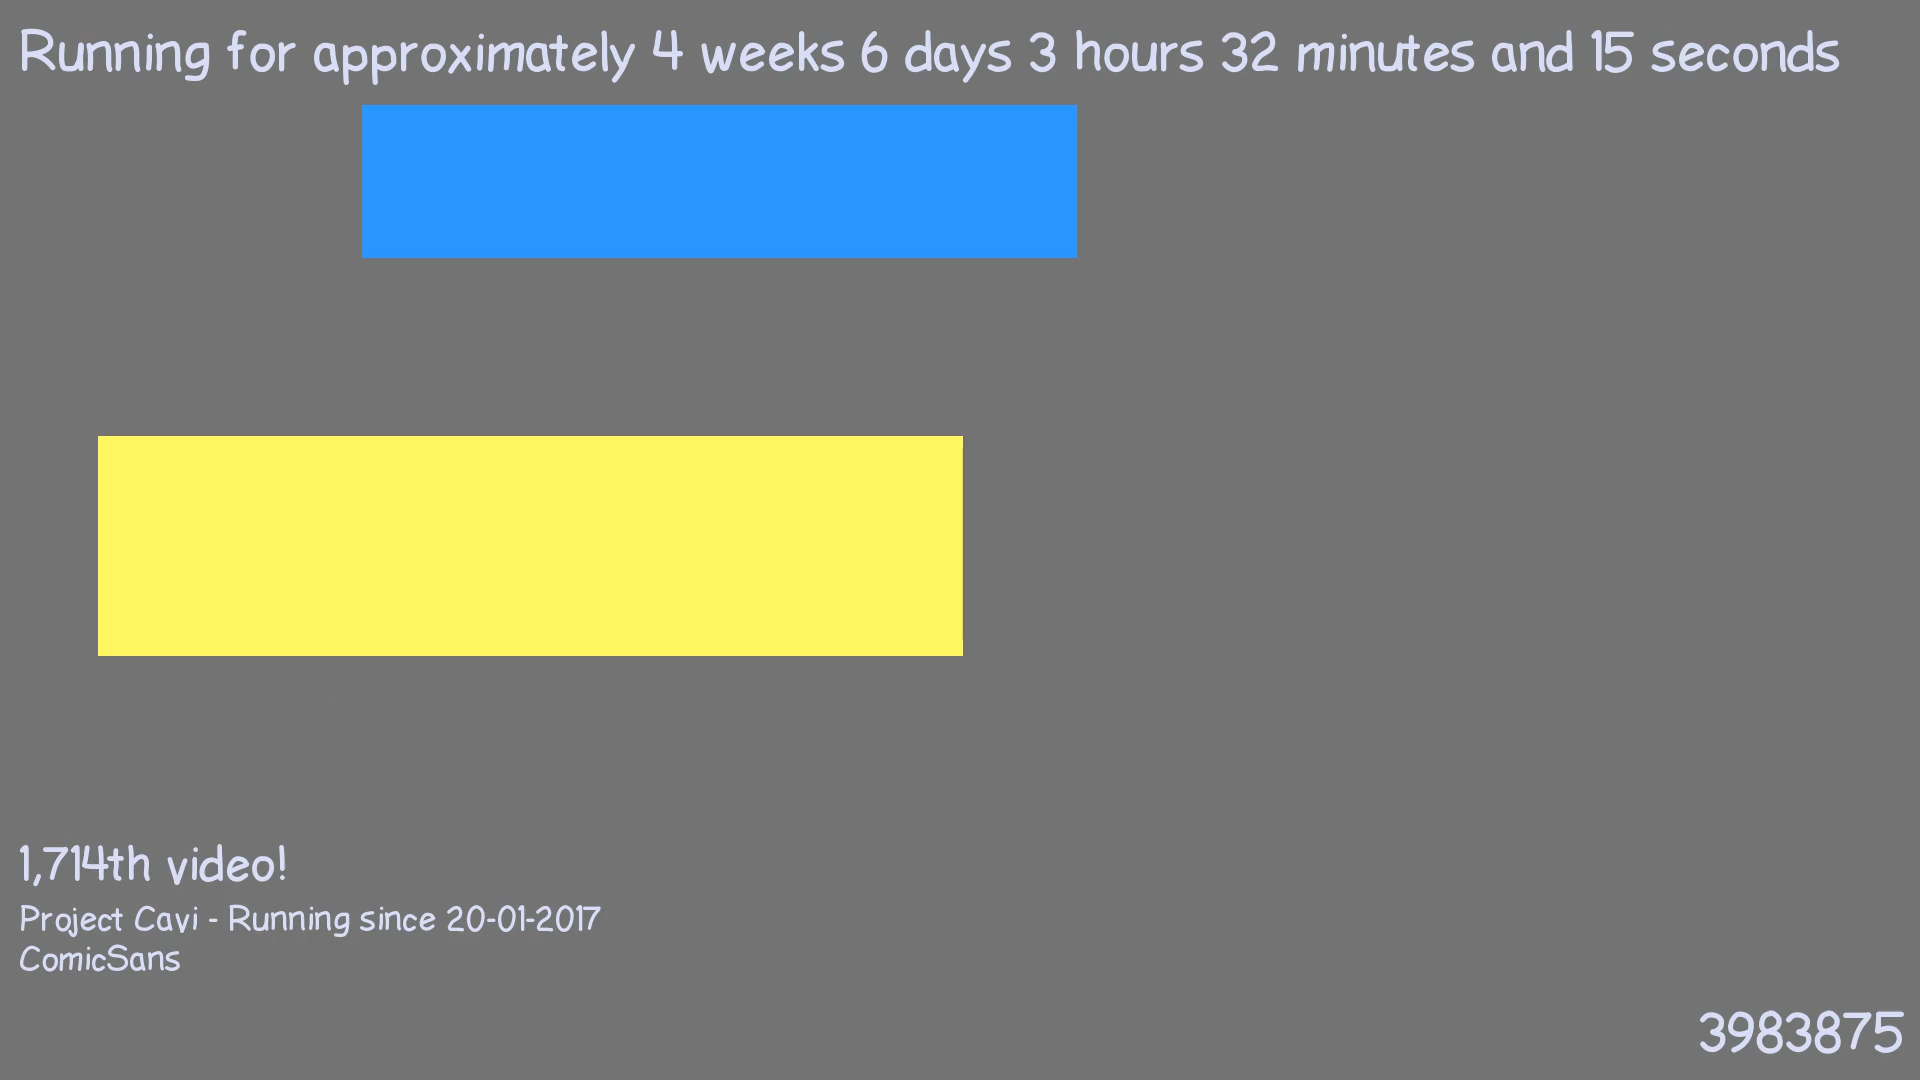 Running for approximately 4 weeks 6 days 3 hours 32 minutes and 15 seconds
1,714th video!
Project Cavi - Running since 20-01-2017
ComicSans
3983875